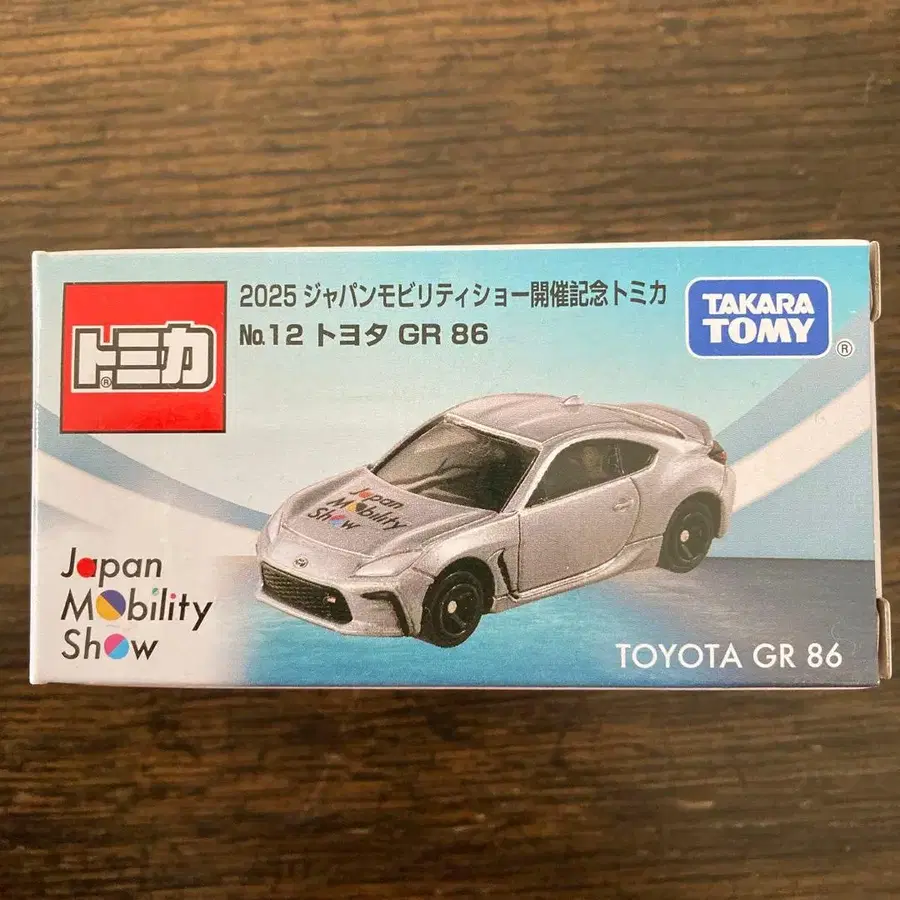 トミカ
®
2025 ジャパンモビリティショー開催記念トミカ
No.12 トヨタ GR 86
TAKARA
TOMY
®
Japan
Mobility
Show
Japan
Mobility
Show
TOYOTA GR 86